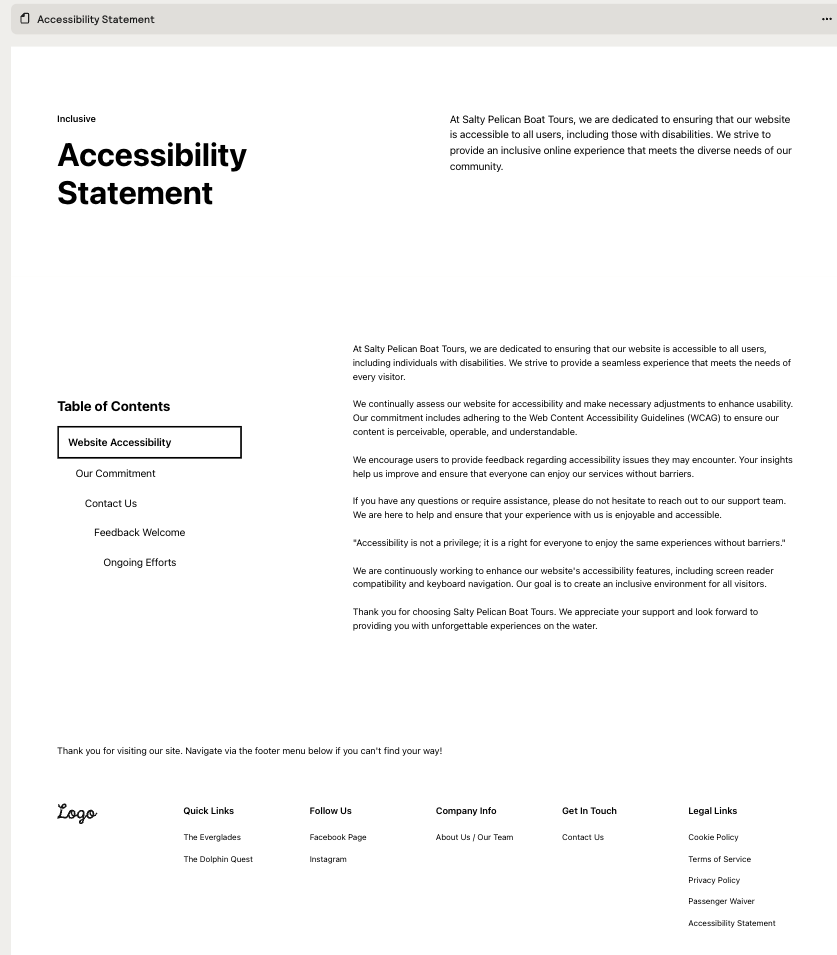 Accessibility Statement
Inclusive
Accessibility
Statement
At Salty Pelican Boat Tours, we are dedicated to ensuring that our website
is accessible to all users, including those with disabilities. We strive to
provide an inclusive online experience that meets the diverse needs of our
community.
Table of Contents
Website Accessibility
Our Commitment
Contact Us
Feedback Welcome
Ongoing Efforts
At Salty Pelican Boat Tours, we are dedicated to ensuring that our website is accessible to all users,
including individuals with disabilities. We strive to provide a seamless experience that meets the needs of
every visitor.
We continually assess our website for accessibility and make necessary adjustments to enhance usability.
Our commitment includes adhering to the Web Content Accessibility Guidelines (WCAG) to ensure our
content is perceivable, operable, and understandable.
We encourage users to provide feedback regarding accessibility issues they may encounter. Your insights
help us improve and ensure that everyone can enjoy our services without barriers.
If you have any questions or require assistance, please do not hesitate to reach out to our support team.
We are here to help and ensure that your experience with us is enjoyable and accessible.
"Accessibility is not a privilege; it is a right for everyone to enjoy the same experiences without barriers."
We are continuously working to enhance our website's accessibility features, including screen reader
compatibility and keyboard navigation. Our goal is to create an inclusive environment for all visitors.
Thank you for choosing Salty Pelican Boat Tours. We appreciate your support and look forward to
providing you with unforgettable experiences on the water.
Thank you for visiting our site. Navigate via the footer menu below if you can't find your way!
Logo
Quick Links
The Everglades
The Dolphin Quest
Follow Us
Facebook Page
Instagram
Company Info
About Us / Our Team
Get In Touch
Contact Us
Legal Links
Cookie Policy
Terms of Service
Privacy Policy
Passenger Waiver
Accessibility Statement